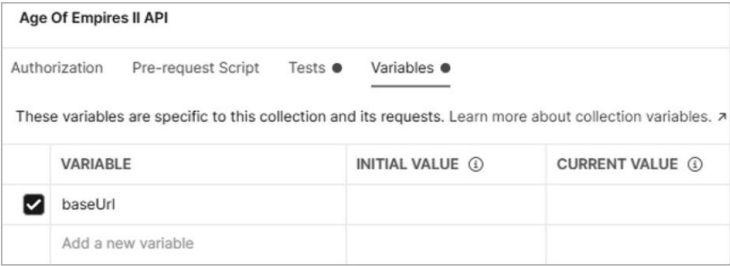 Age Of Empires II API
Authorization Pre-request Script Tests Variables
These variables are specific to this collection and its requests. Learn more about collection variables. ↗
VARIABLE INITIAL VALUE CURRENT VALUE
baseUrl
Add a new variable